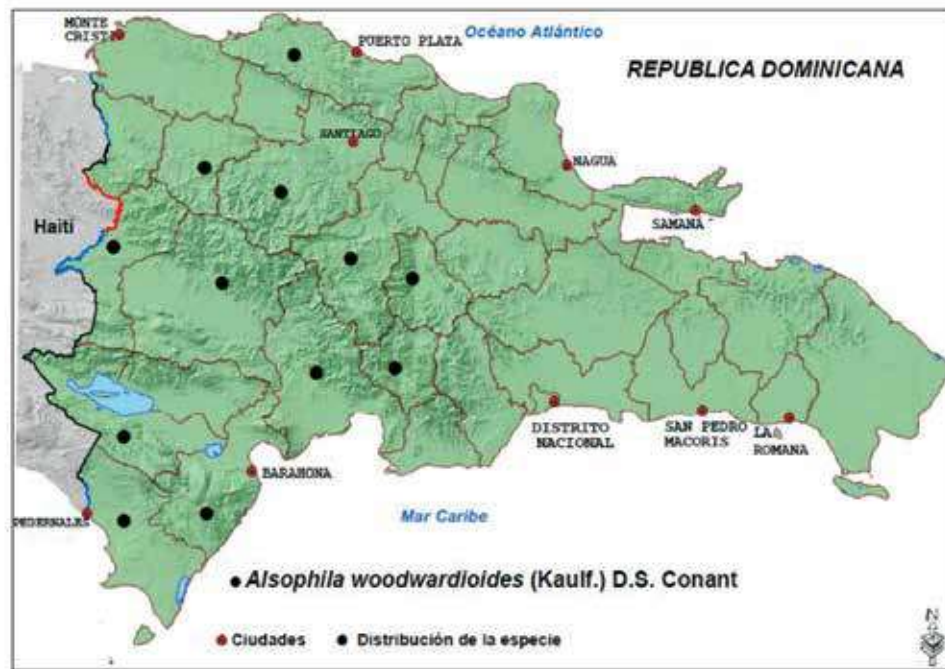 MONTE
CRISTI
PUERTO PLATA
Océano Atlántico
REPUBLICA DOMINICANA
SANTIAGO
NAGUA
Haití
SAMANA
DISTRITO
NACIONAL
SAN PEDRO
MACORIS
LA
ROMANA
BARAHONA
PEDERNALES
Mar Caribe
Alsophila woodwardioides (Kaulf.) D.S. Conant
Ciudades
Distribución de la especie
N